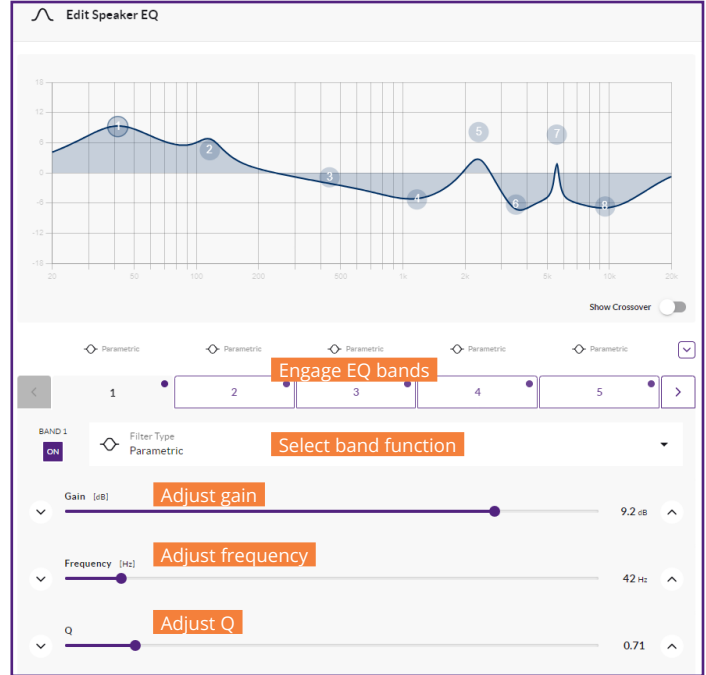 Edit Speaker EQ
18
12
6
0
-6
-12
-18
1
2
3
4
5
6
7
8
20 50 100 200 500 1k 2k 5k 10k 20k
Show Crossover
Parametric Parametric Parametric Parametric Parametric
Engage EQ bands
1 2 3 4 5
BAND 1
ON
Filter Type
Parametric
Select band function
Gain [dB]
Adjust gain
9.2 dB
Adjust frequency
Frequency [Hz]
42 Hz
Adjust Q
Q
0.71